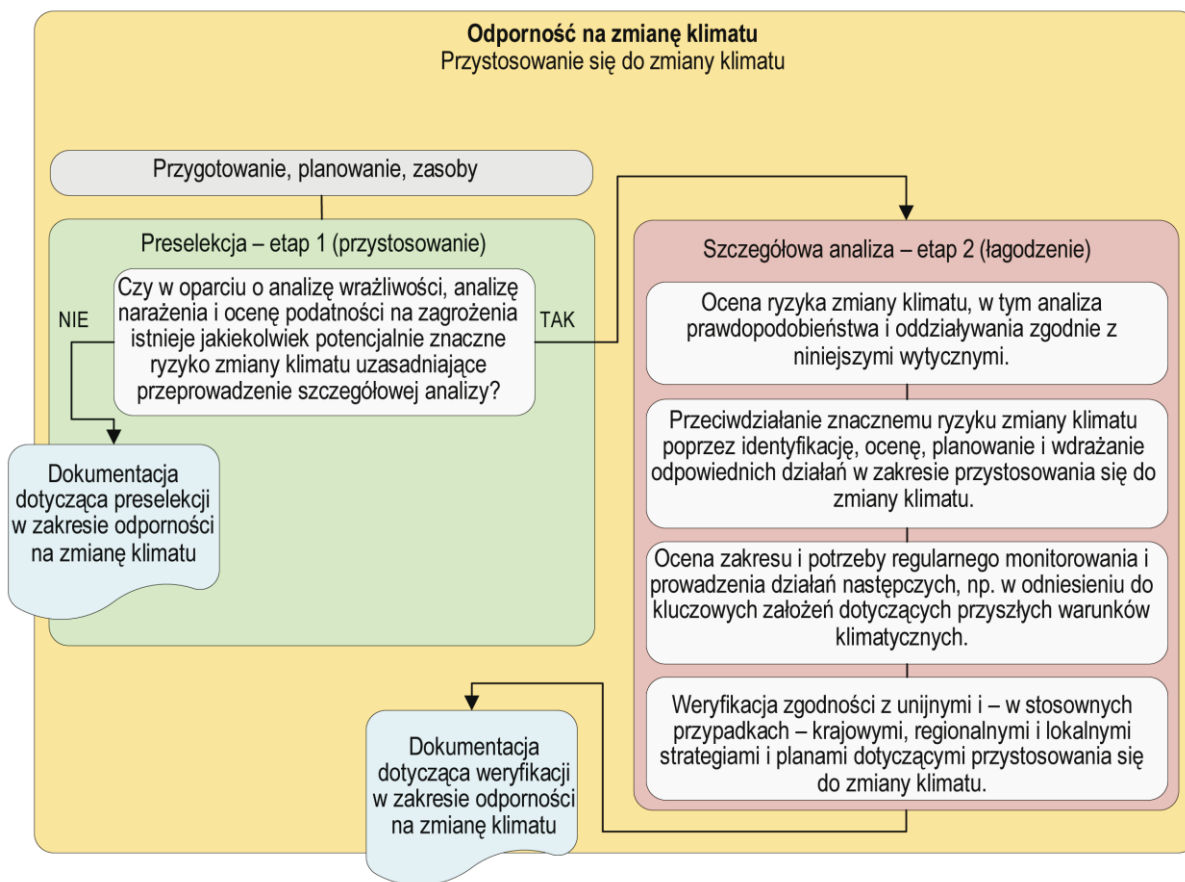 Odporność na zmianę klimatu
Przystosowanie się do zmiany klimatu
Przygotowanie, planowanie, zasoby
Preselekcja – etap 1 (przystosowanie)
Czy w oparciu o analizę wrażliwości, analizę
narażenia i ocenę podatności na zagrożenia
istnieje jakiekolwiek potencjalnie znaczne
ryzyko zmiany klimatu uzasadniające
przeprowadzenie szczegółowej analizy?
NIE
TAK
Dokumentacja
dotycząca preselekcji
w zakresie odporności
na zmianę klimatu
Szczegółowa analiza – etap 2 (łagodzenie)
Ocena ryzyka zmiany klimatu, w tym analiza
prawdopodobieństwa i oddziaływania zgodnie z
niniejszymi wytycznymi.
Przeciwdziałanie znacznemu ryzyku zmiany klimatu
poprzez identyfikację, ocenę, planowanie i wdrażanie
odpowiednich działań w zakresie przystosowania się do
zmiany klimatu.
Ocena zakresu i potrzeby regularnego monitorowania i
prowadzenia działań następczych, np. w odniesieniu do
kluczowych założeń dotyczących przyszłych warunków
klimatycznych.
Weryfikacja zgodności z unijnymi i – w stosownych
przypadkach – krajowymi, regionalnymi i lokalnymi
strategiami i planami dotyczącymi przystosowania się
do zmiany klimatu.
Dokumentacja
dotycząca weryfikacji
w zakresie odporności
na zmianę klimatu